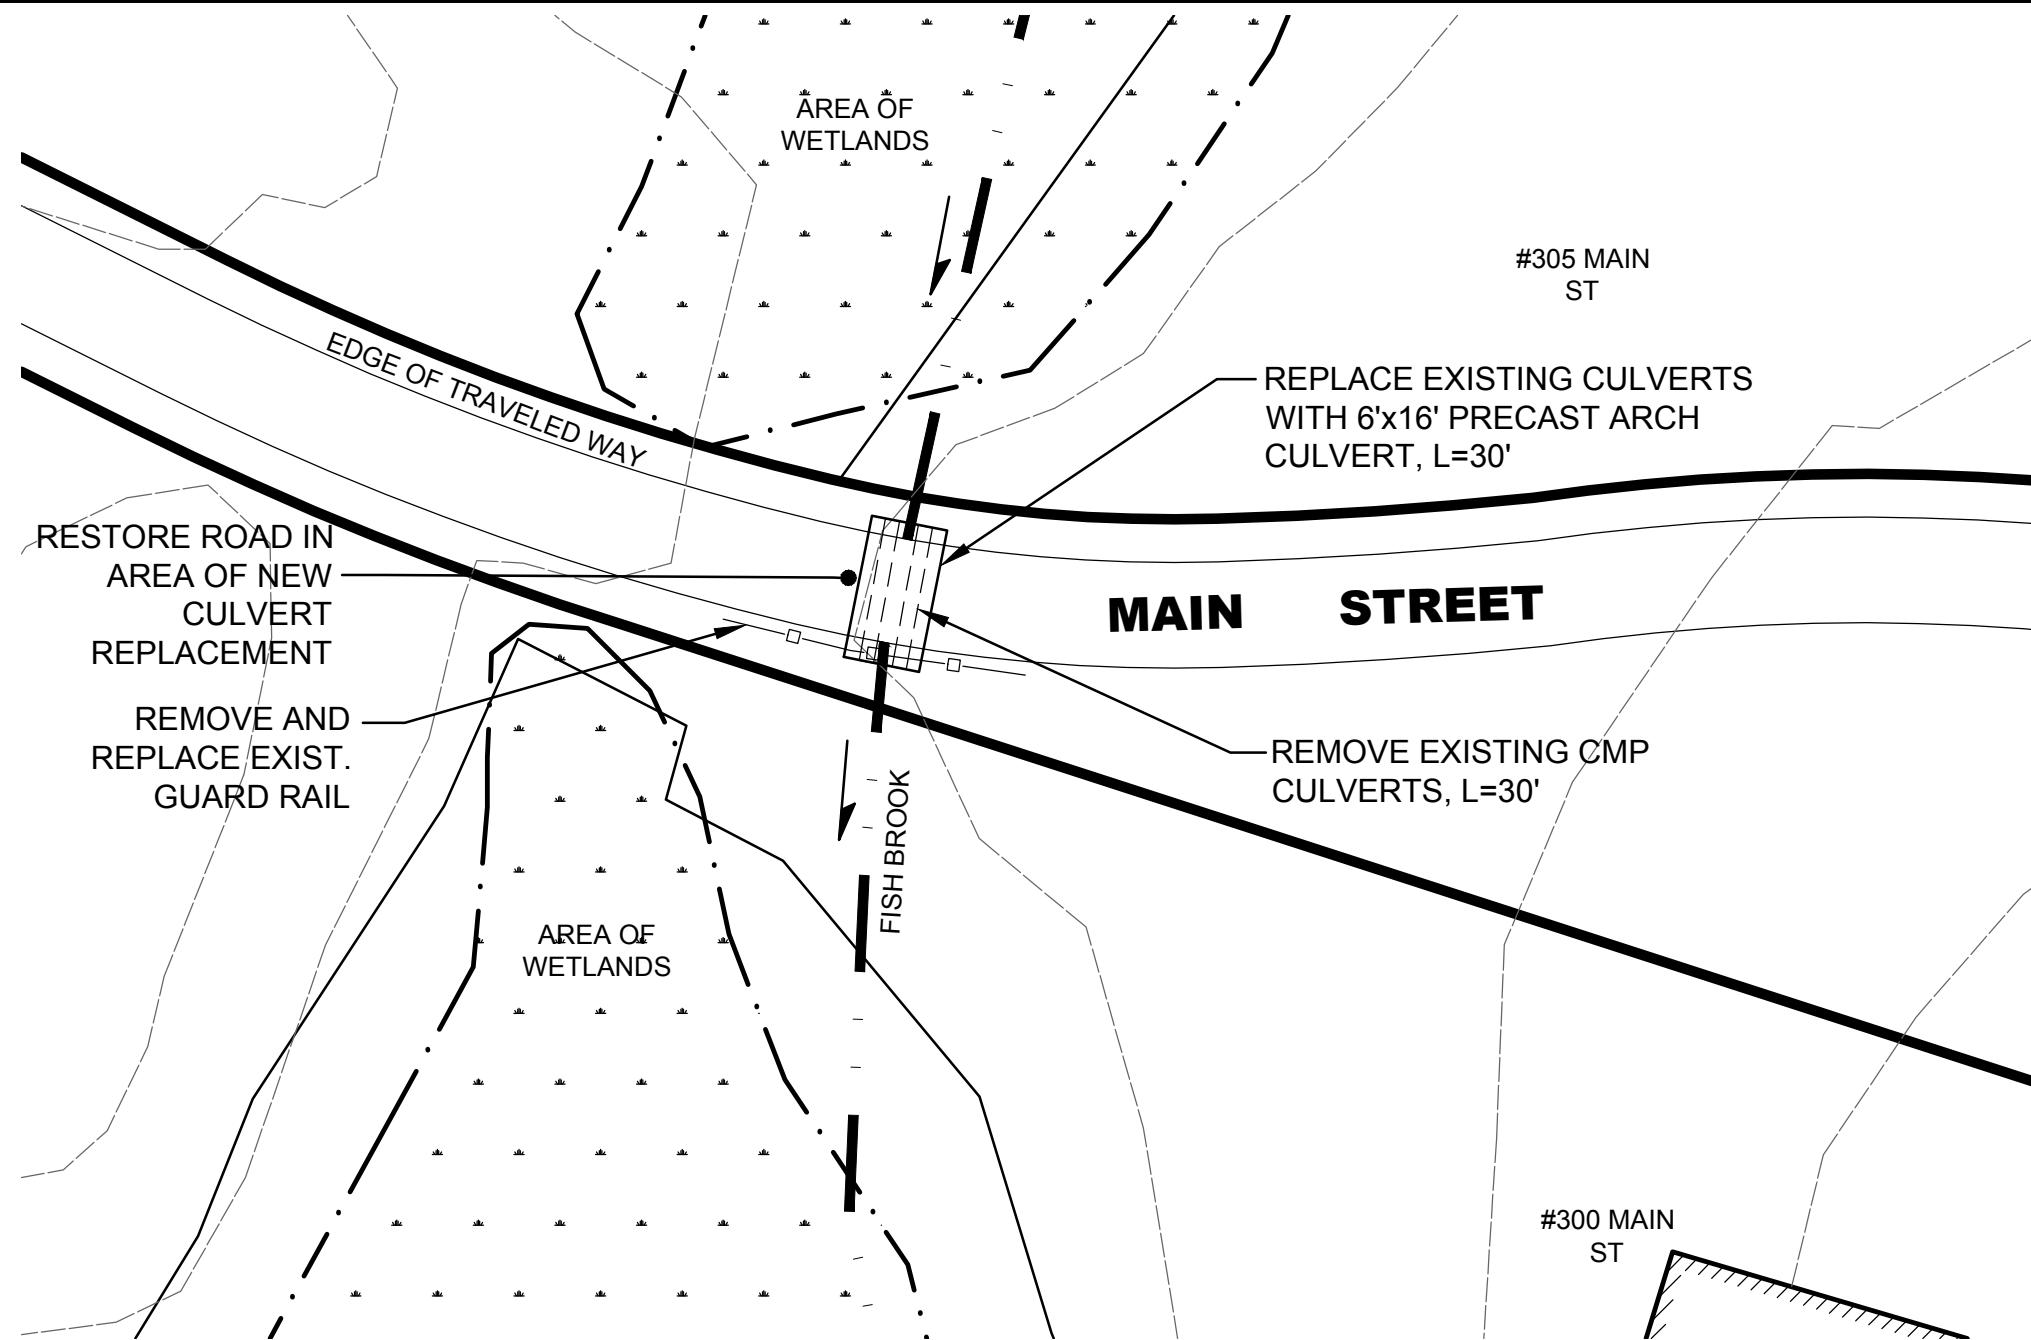 AREA OF
WETLANDS
#305 MAIN
ST
EDGE OF TRAVELED WAY
REPLACE EXISTING CULVERTS
WITH 6'x16' PRECAST ARCH
CULVERT, L=30'
RESTORE ROAD IN
AREA OF NEW
CULVERT
REPLACEMENT
MAIN STREET
REMOVE AND
REPLACE EXIST.
GUARD RAIL
REMOVE EXISTING CMP
CULVERTS, L=30'
FISH BROOK
AREA OF
WETLANDS
#300 MAIN
ST